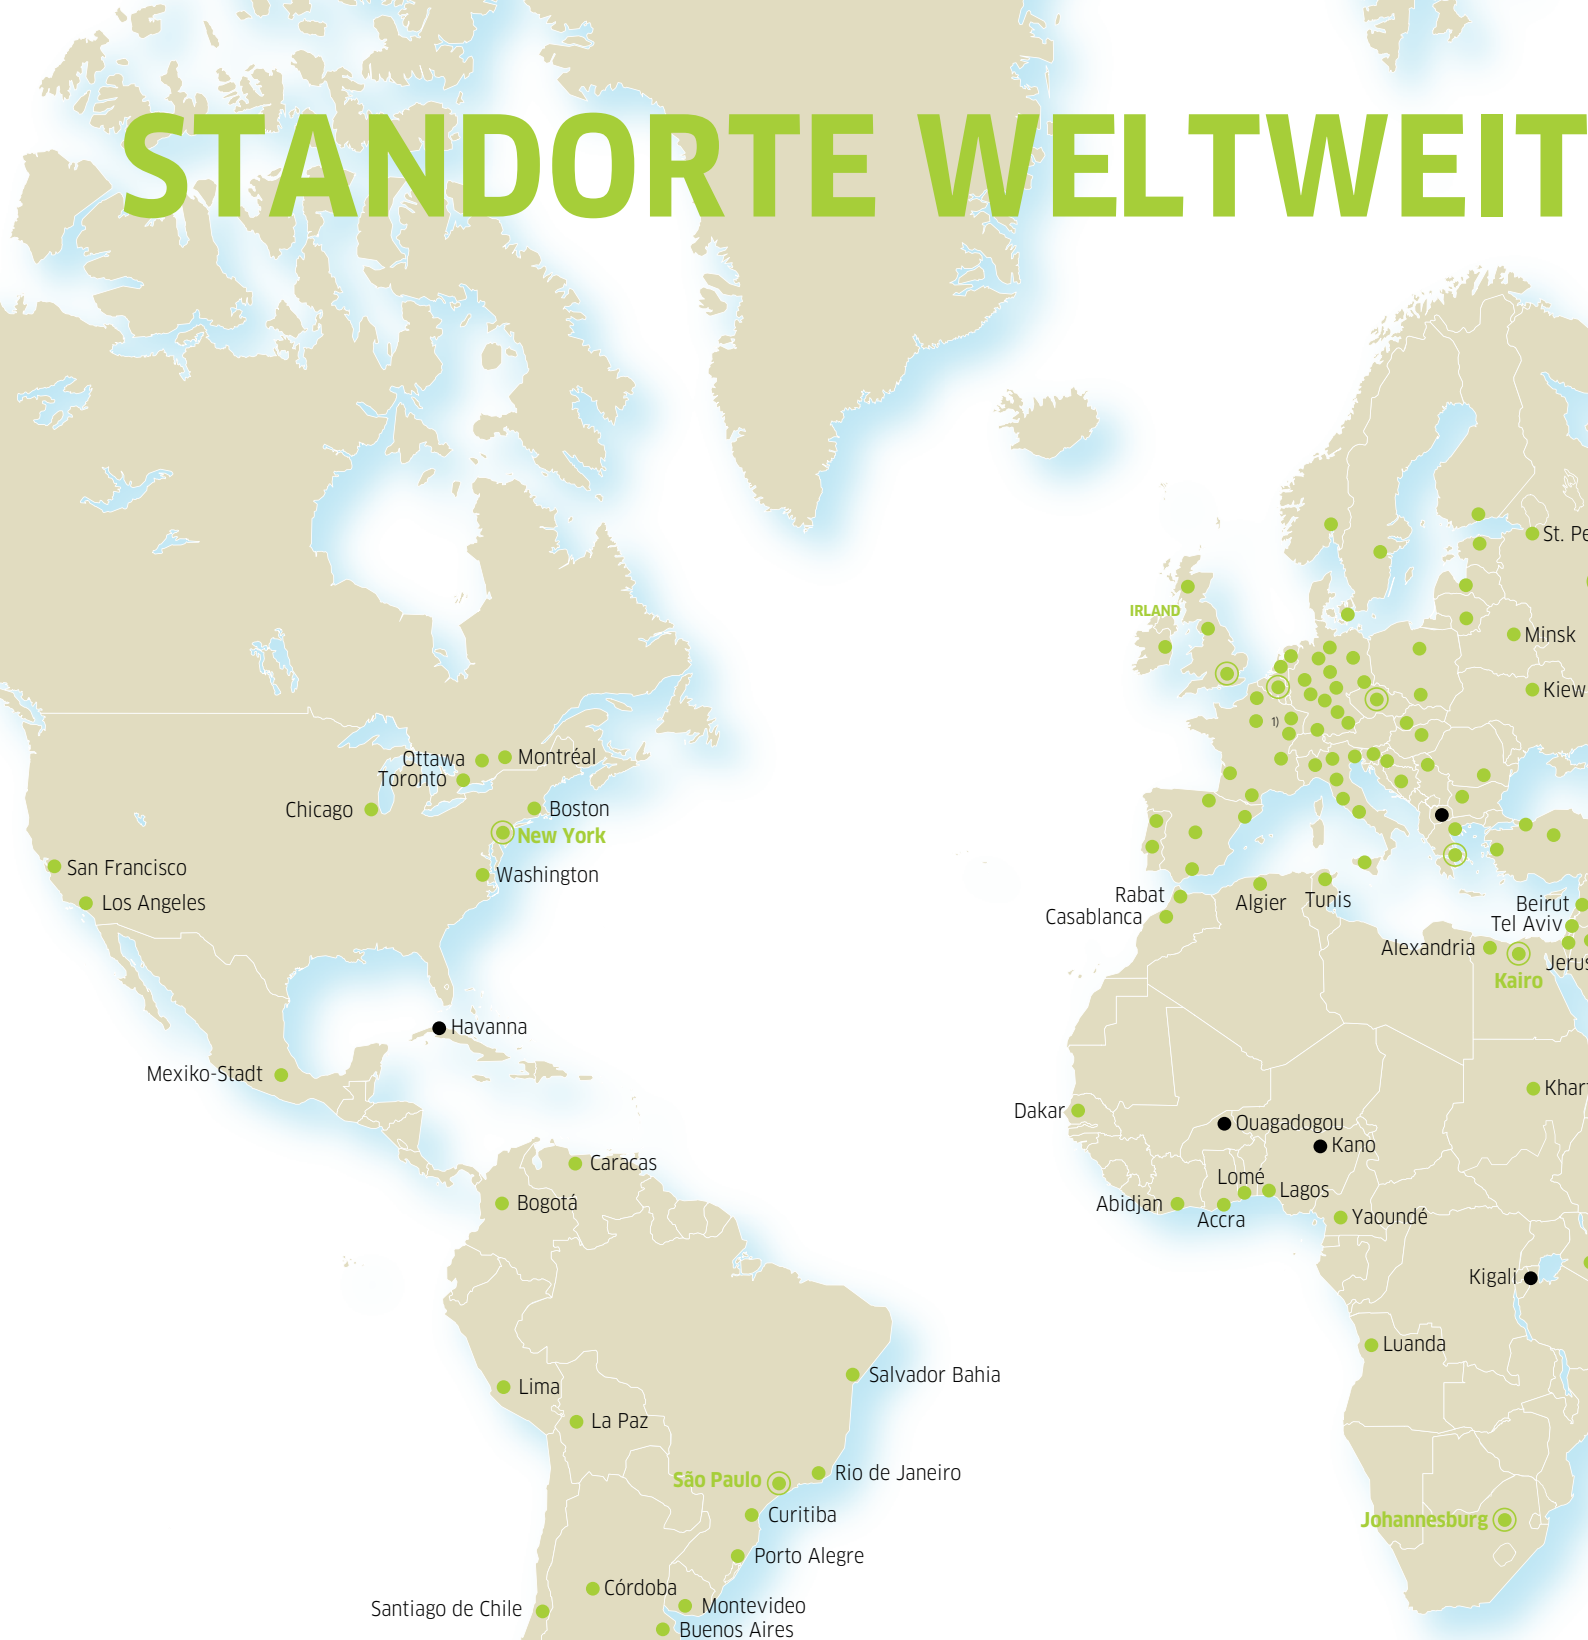 STANDORTE WELTWEIT
St. Pe
IRLAND
Minsk
Kiew
1)
Ottawa
Montréal
Toronto
Chicago
Boston
New York
San Francisco
Washington
Los Angeles
Rabat
Casablanca
Algier
Tunis
Beirut
Tel Aviv
Alexandria
Jerus
Kairo
Havanna
Mexiko-Stadt
Khar
Dakar
Ouagadogou
Kano
Caracas
Lomé
Lagos
Bogotá
Abidjan
Accra
Yaoundé
Kigali
Luanda
Salvador Bahia
Lima
La Paz
São Paulo
Rio de Janeiro
Curitiba
Johannesburg
Porto Alegre
Córdoba
Santiago de Chile
Montevideo
Buenos Aires